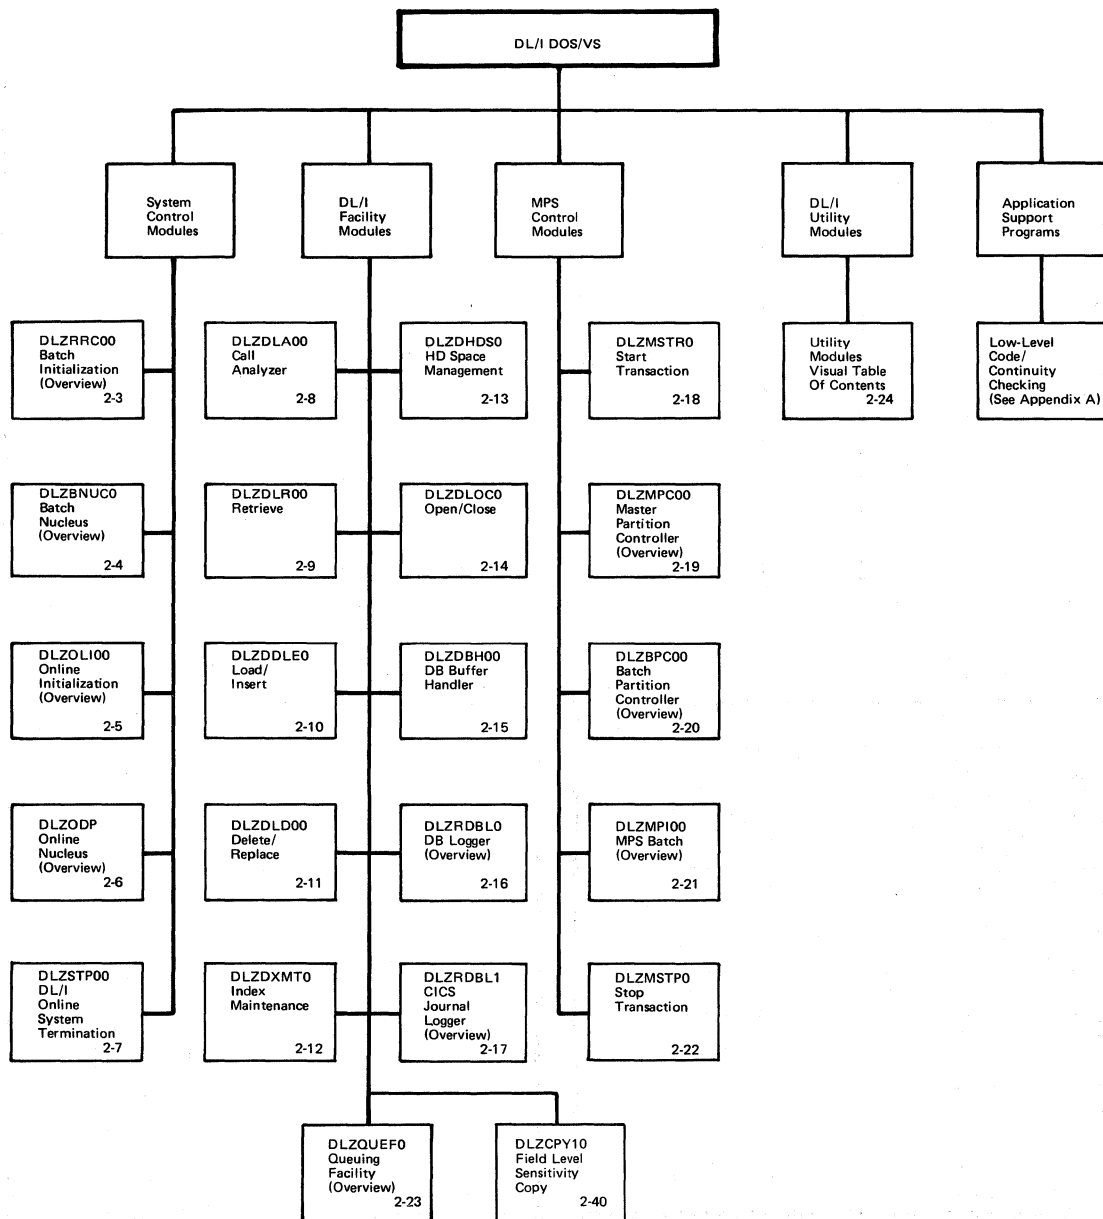 DL/I DOS/VS
System
Control
Modules
DL/I
Facility
Modules
MPS
Control
Modules
DL/I
Utility
Modules
Application
Support
Programs
DLZRRC00
Batch
Initialization
(Overview)
2-3
DLZDLA00
Call
Analyzer
2-8
DLZDHDS0
HD Space
Management
2-13
DLZMSTR0
Start
Transaction
2-18
Utility
Modules
Visual Table
Of Contents
2-24
Low-Level
Code/
Continuity
Checking
(See Appendix A)
DLZBNUC0
Batch
Nucleus
(Overview)
2-4
DLZDLR00
Retrieve
2-9
DLZDLOC0
Open/Close
2-14
DLZMPC00
Master
Partition
Controller
(Overview)
2-19
DLZOLI00
Online
Initialization
(Overview)
2-5
DLZDDLE0
Load/
Insert
2-10
DLZDBH00
DB Buffer
Handler
2-15
DLZBPC00
Batch
Partition
Controller
(Overview)
2-20
DLZODP
Online
Nucleus
(Overview)
2-6
DLZDLD00
Delete/
Replace
2-11
DLZRDBL0
DB Logger
(Overview)
2-16
DLZMPI00
MPS Batch
(Overview)
2-21
DLZSTP00
DL/I
Online
System
Termination
2-7
DLZDXMT0
Index
Maintenance
2-12
DLZRDBL1
CICS
Journal
Logger
(Overview)
2-17
DLZMSTP0
Stop
Transaction
2-22
DLZQUEF0
Queuing
Facility
(Overview)
2-23
DLZCPY10
Field Level
Sensitivity
Copy
2-40